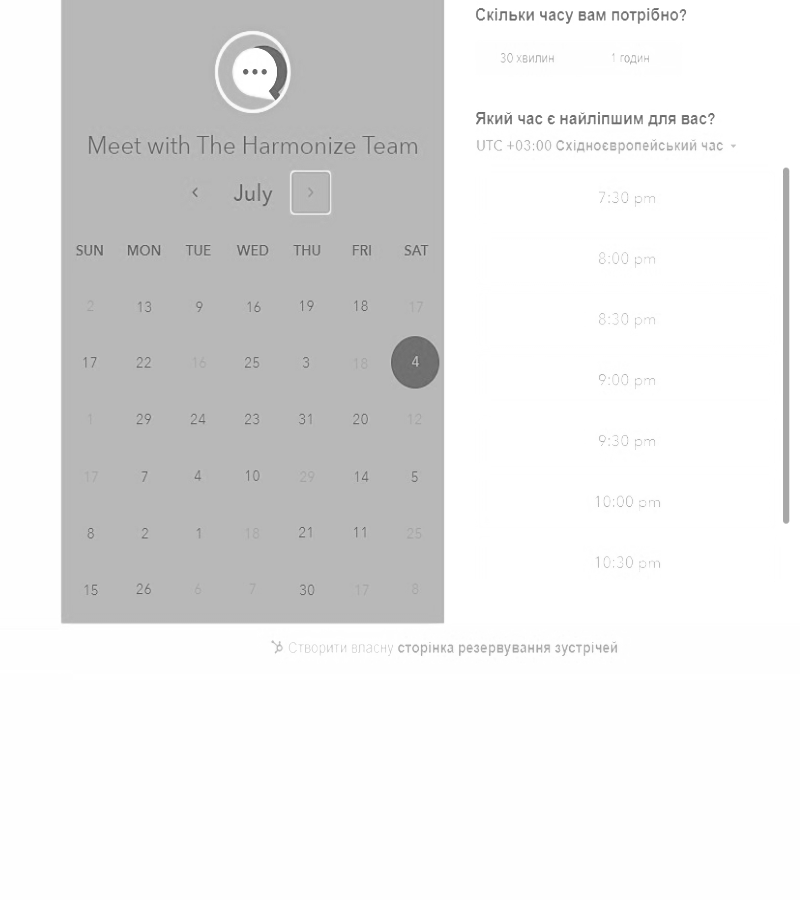 Скільки часу вам потрібно?
30 хвилин 1 годин
Meet with The Harmonize Team
July
SUN MON TUE WED THU FRI SAT
2 13 9 16 19 18 17
17 22 16 25 3 18 4
1 29 24 23 31 20 12
17 7 4 10 29 14 5
8 2 1 18 21 11 25
15 26 6 7 30 17 8
Який час є найліпшим для вас?
UTC +03:00 Східноєвропейський час
7:30 pm
8:00 pm
8:30 pm
9:00 pm
9:30 pm
10:00 pm
10:30 pm
Створити власну сторінка резервування зустрічей